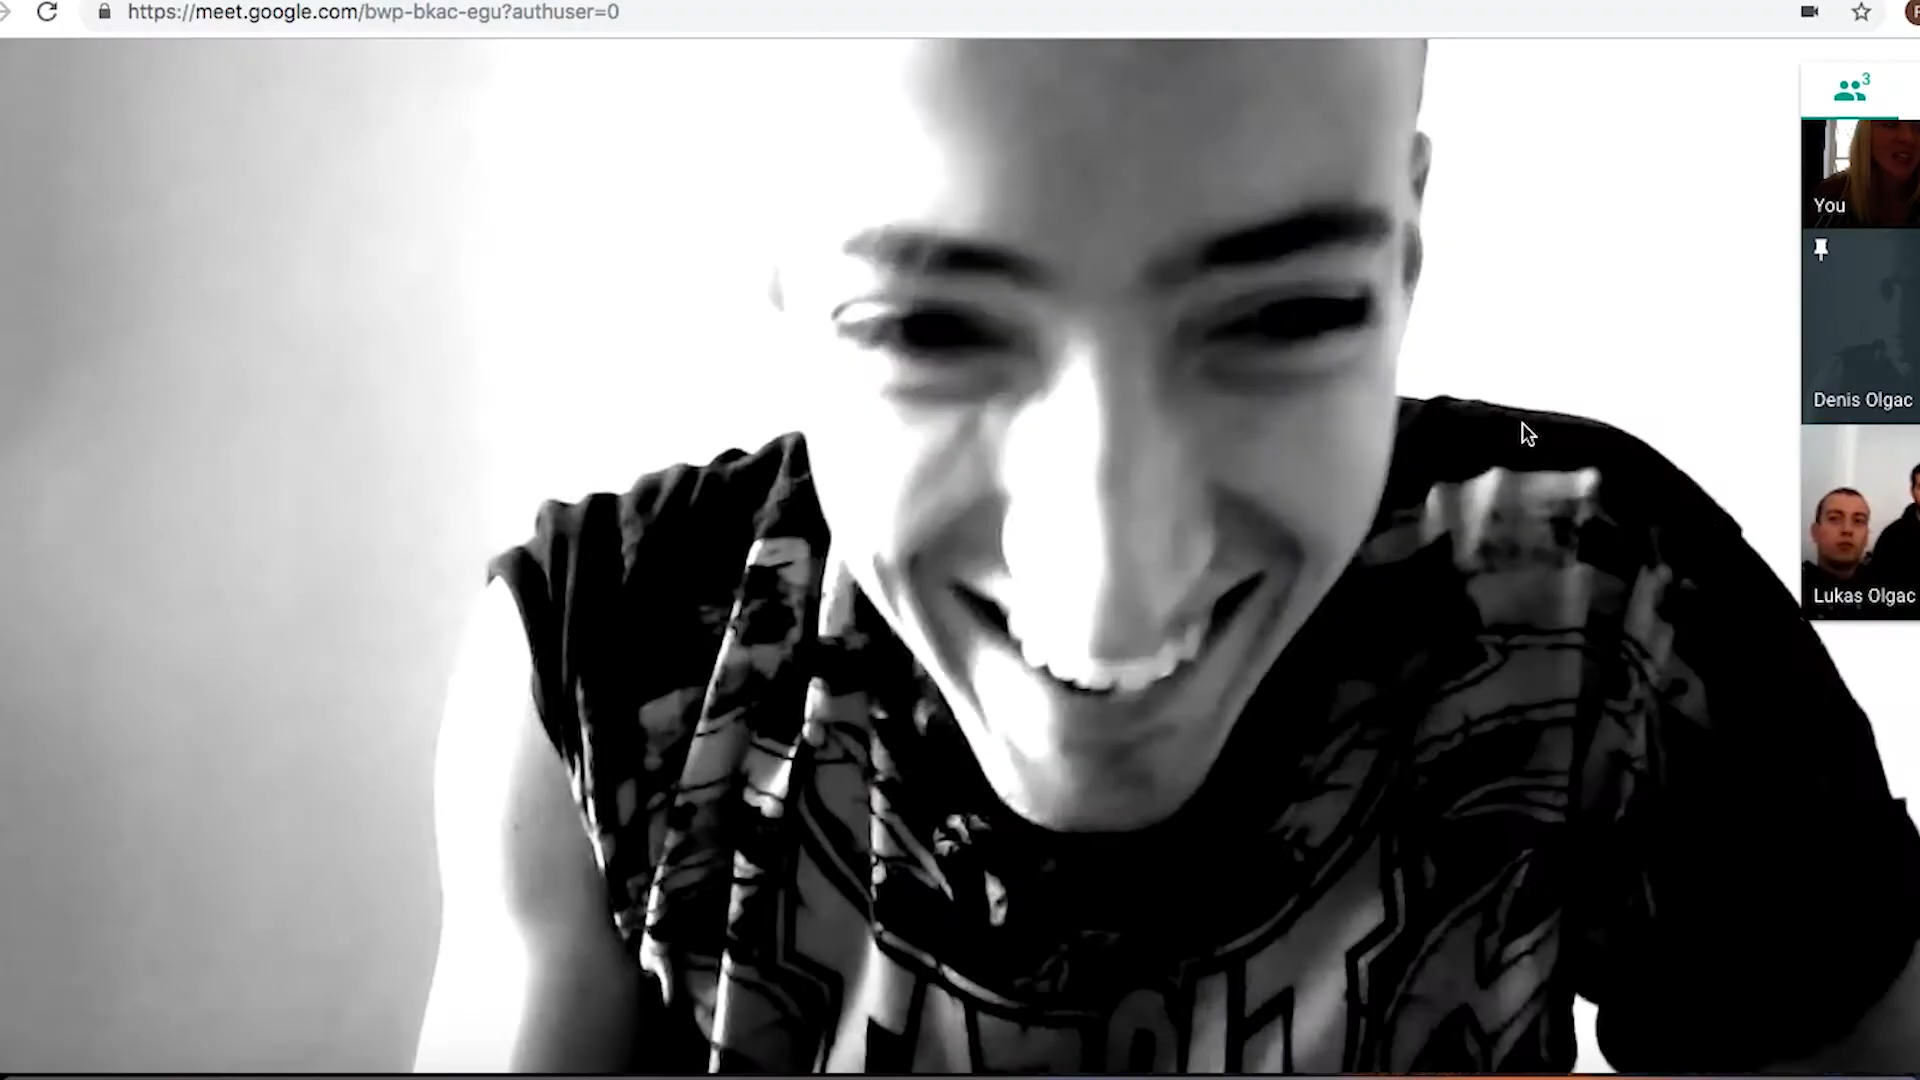 https://meet.google.com/bwp-bkac-egu?authuser=0
3
You
Denis Olgac
Lukas Olgac